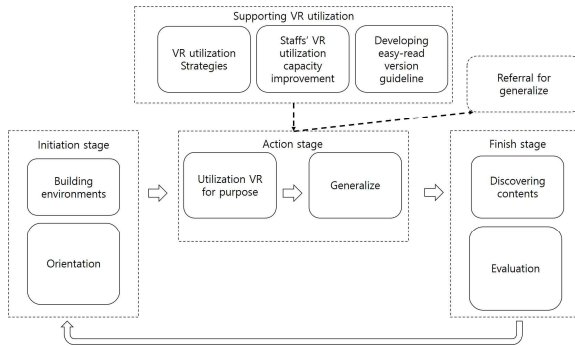 Supporting VR utilization
VR utilization
Strategies
Staffs' VR
utilization
capacity
improvement
Developing
easy-read
version
guideline
Referral for
generalize
Initiation stage
Building
environments
Orientation
Action stage
Utilization VR
for purpose
Generalize
Finish stage
Discovering
contents
Evaluation